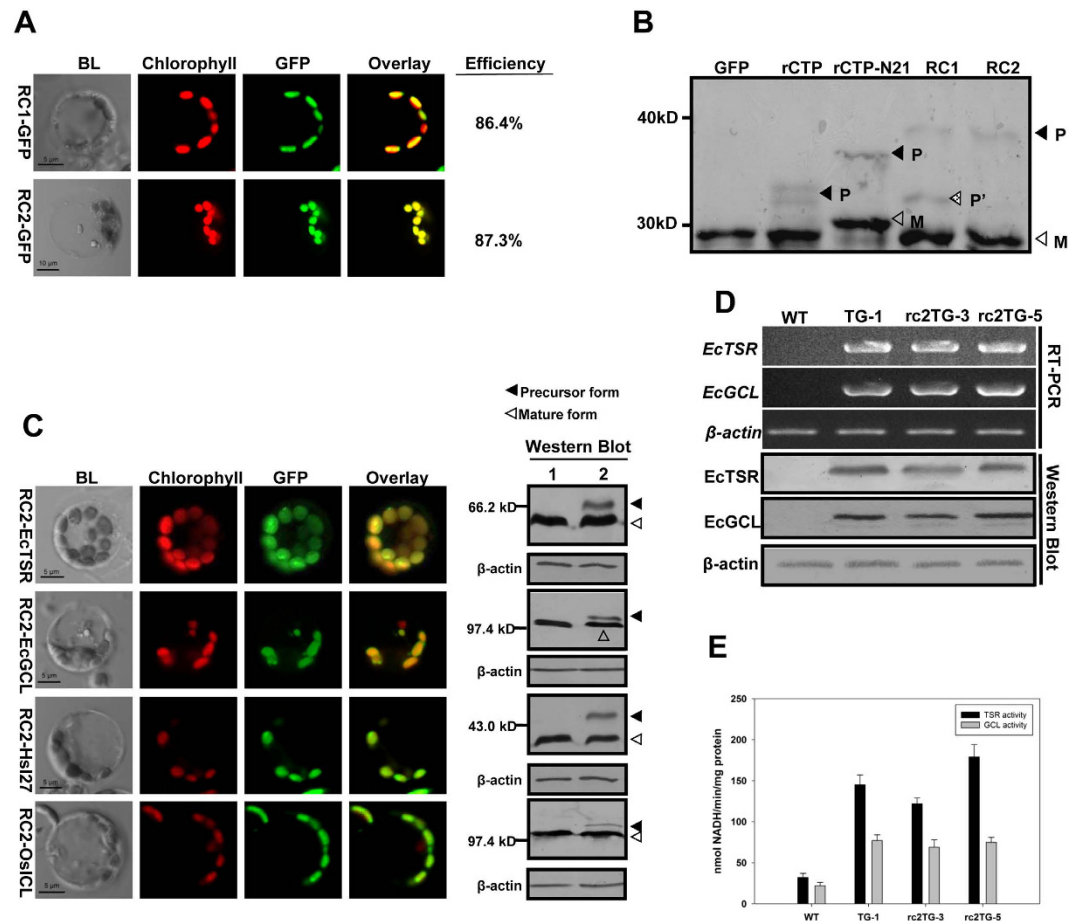 A
BL Chlorophyll GFP Overlay Efficiency
RC1-GFP
5 μm
86.4%
RC2-GFP
10 μm
87.3%
B
GFP rCTP rCTP-N21 RC1 RC2
40kD
30kD
P
P
M
P'
P
M
C
BL Chlorophyll GFP Overlay
Precursor form
Mature form
Western Blot
1 2
RC2-EcTSR
5 μm
66.2 kD
β-actin
RC2-EcGCL
5 μm
97.4 kD
β-actin
RC2-HsI27
5 μm
43.0 kD
β-actin
RC2-OsICL
5 μm
97.4 kD
β-actin
D
WT TG-1 rc2TG-3 rc2TG-5
EcTSR
EcGCL
β-actin
RT-PCR
EcTSR
EcGCL
β-actin
Western Blot
E
nmol NADH/min/mg protein
250
200
150
100
50
0
TSR activity
GCL activity
WT TG-1 rc2TG-3 rc2TG-5